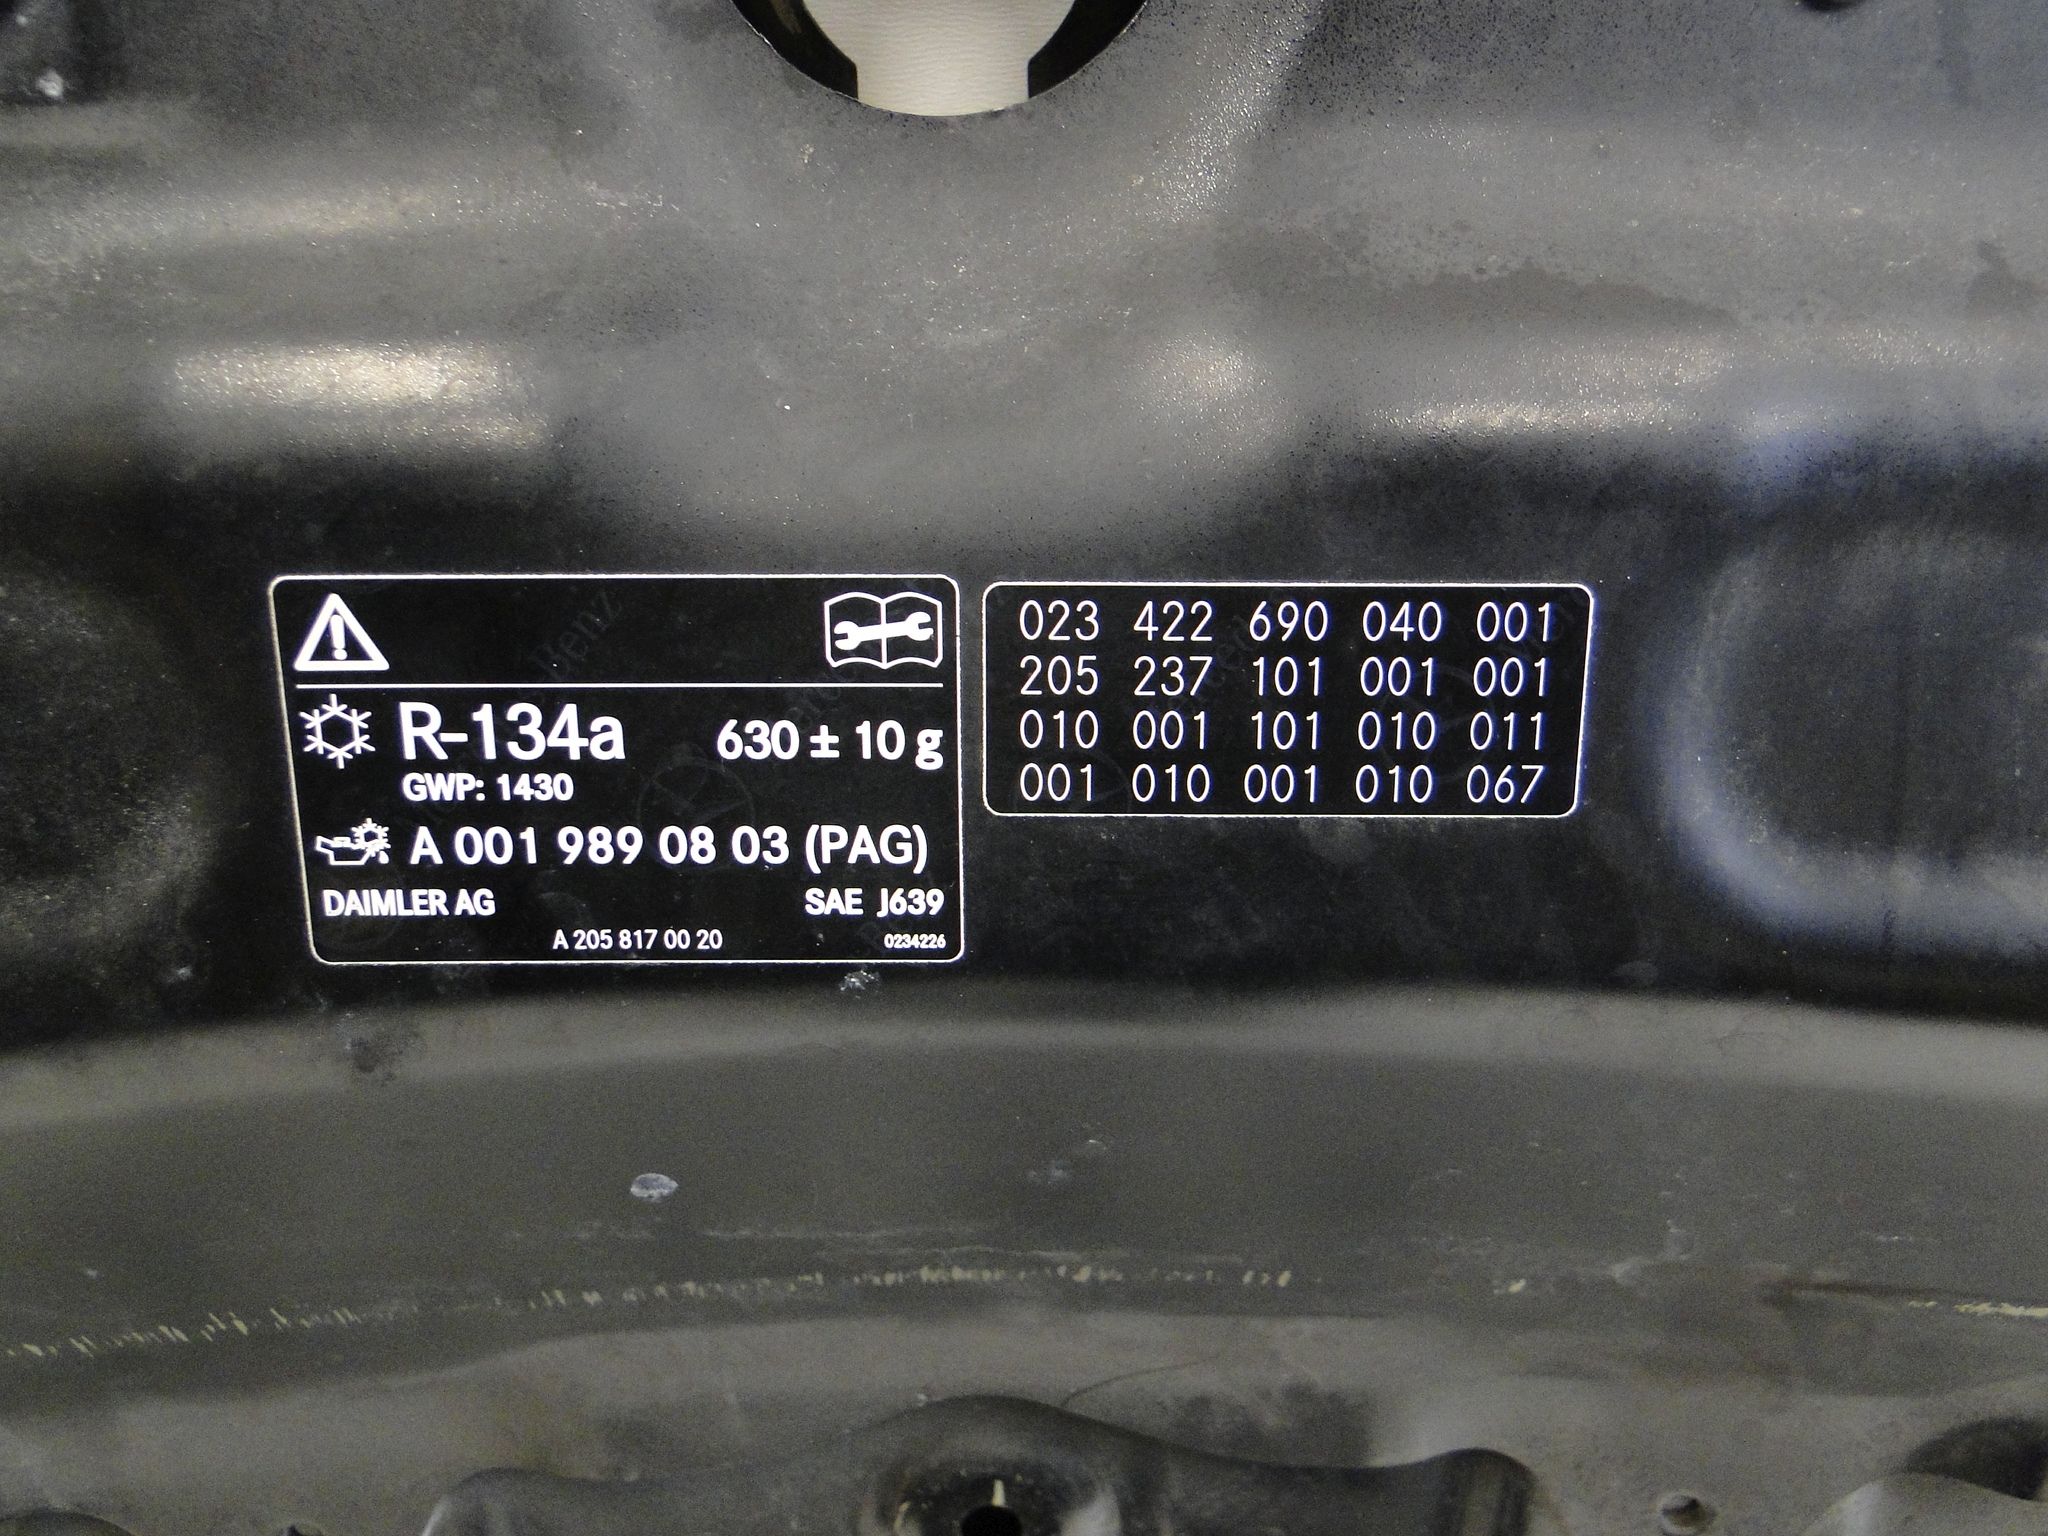 R-134a 630 ± 10 g
GWP: 1430
A 001 989 08 03 (PAG)
DAIMLER AG SAE J639
A 205 817 00 20 0234226
023 422 690 040 001
205 237 101 001 001
010 001 101 010 011
001 010 001 010 067